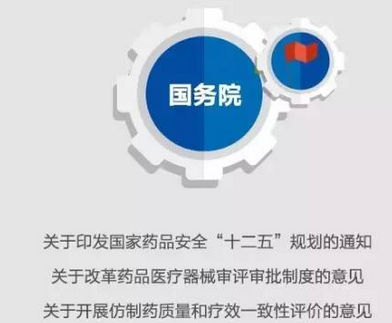 国务院
关于印发国家药品安全“十二五”规划的通知
关于改革药品医疗器械审评审批制度的意见
关于开展仿制药质量和疗效一致性评价的意见